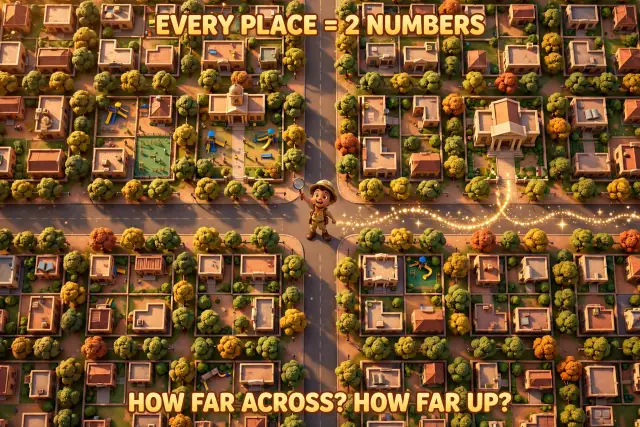 EVERY PLACE = 2 NUMBERS
HOW FAR ACROSS? HOW FAR UP?